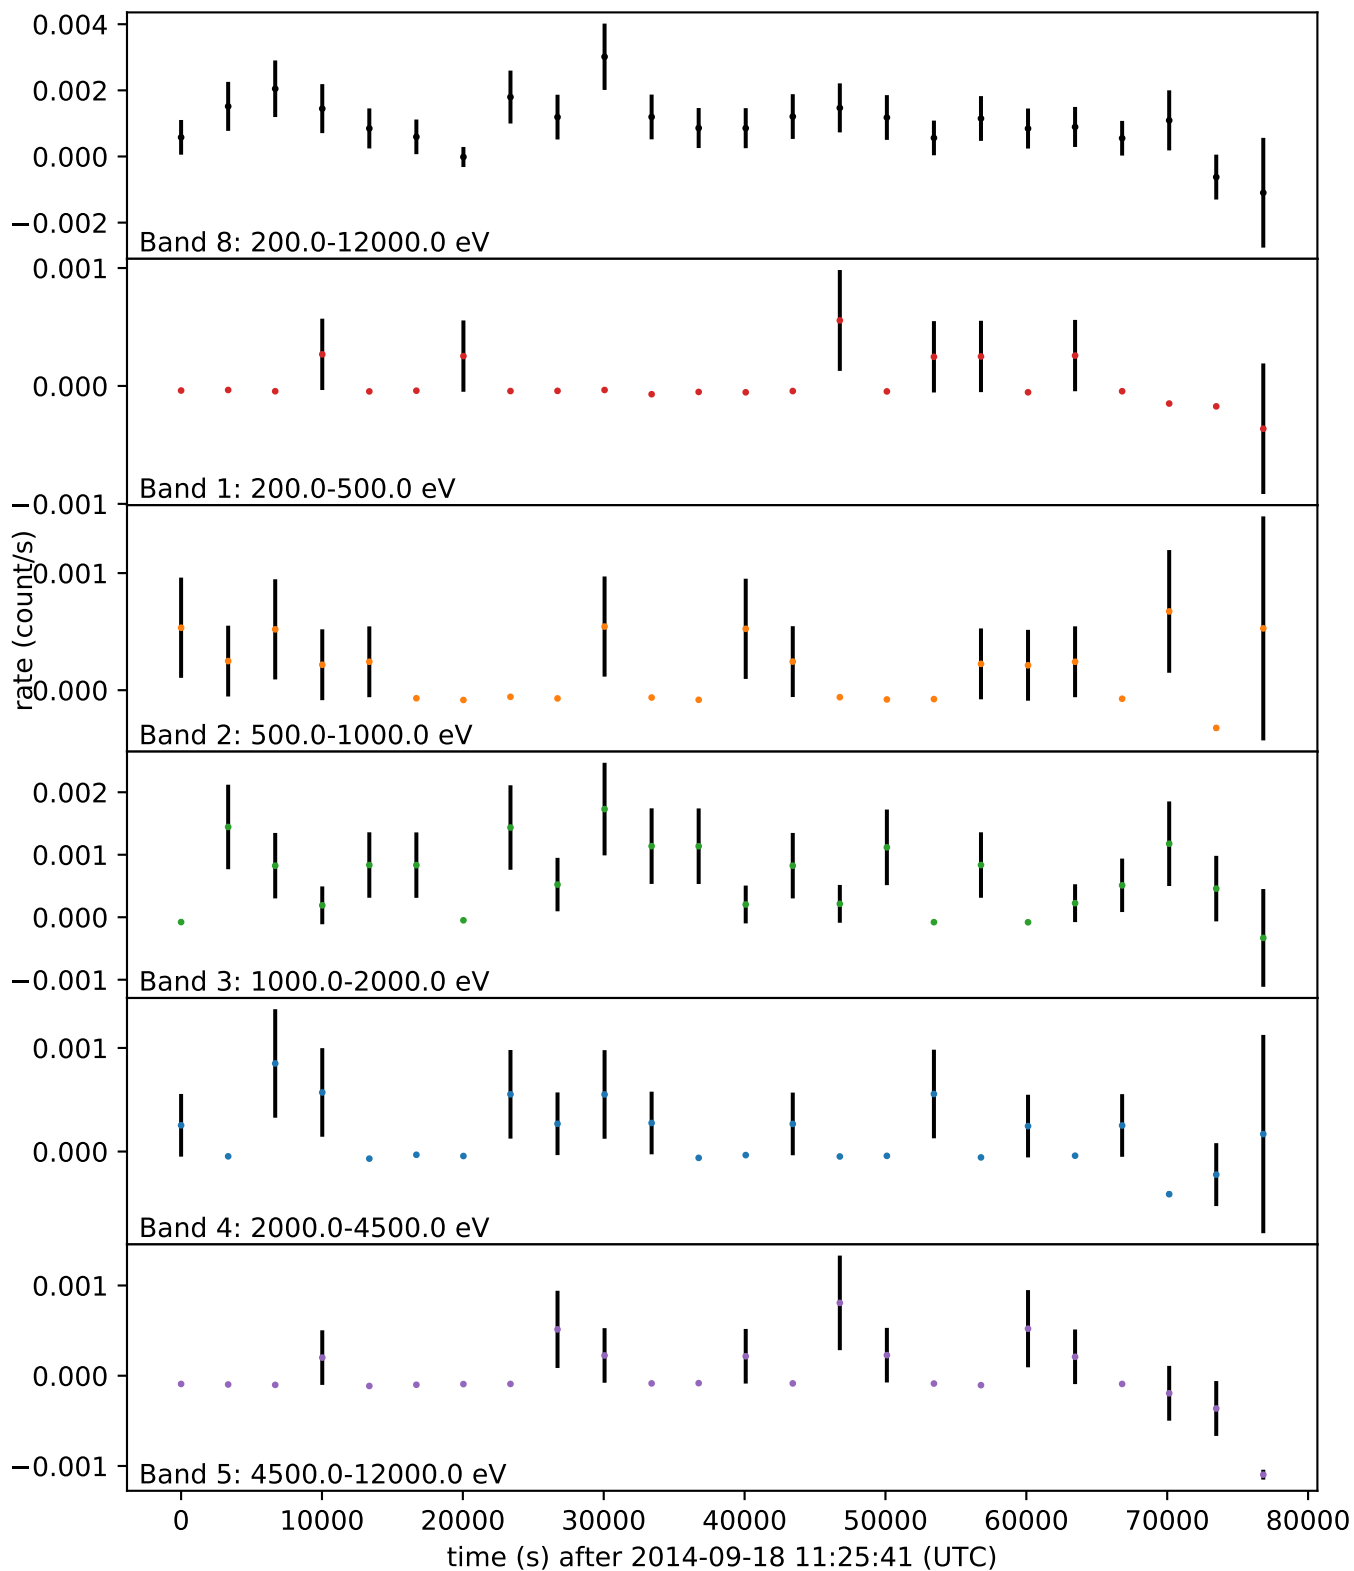 0.004
0.002
0.000
−0.002
Band 8: 200.0-12000.0 eV
0.001
0.000
−0.001
Band 1: 200.0-500.0 eV
rate (count/s)
0.001
0.000
Band 2: 500.0-1000.0 eV
0.002
0.001
0.000
−0.001
Band 3: 1000.0-2000.0 eV
0.001
0.000
Band 4: 2000.0-4500.0 eV
0.001
0.000
−0.001
Band 5: 4500.0-12000.0 eV
0 10000 20000 30000 40000 50000 60000 70000 80000
time (s) after 2014-09-18 11:25:41 (UTC)